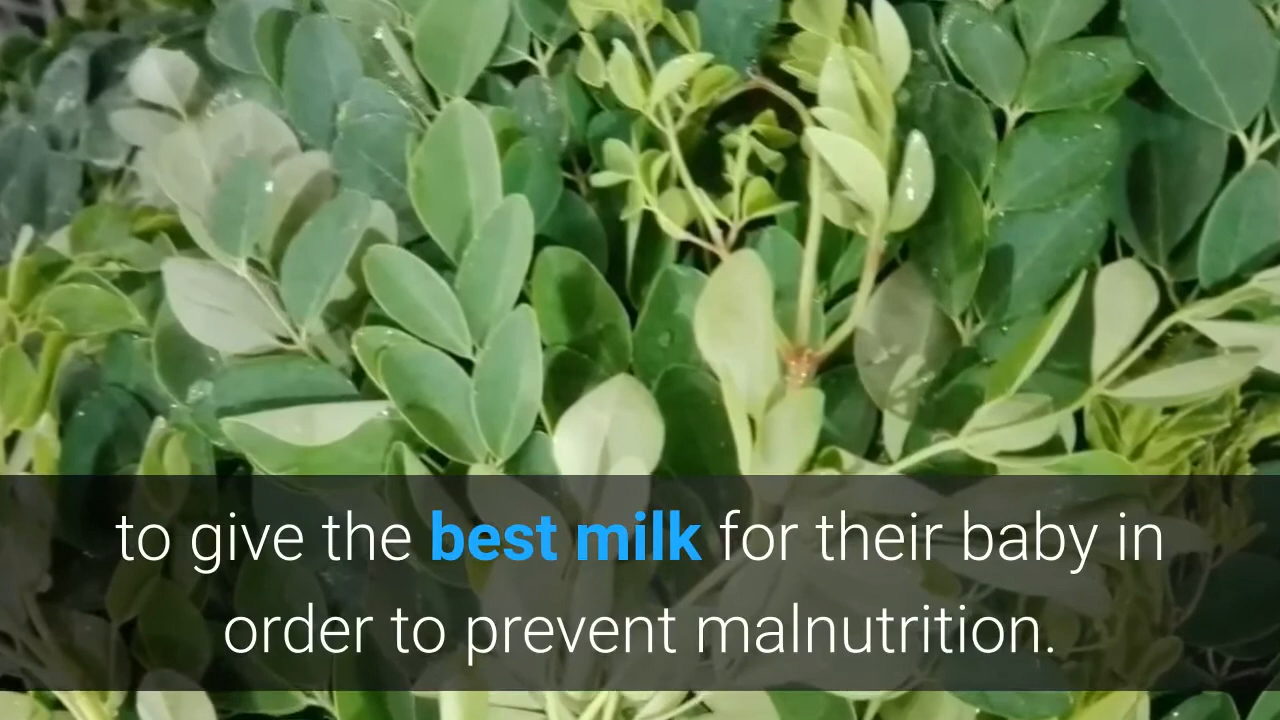 to give the best milk for their baby in
order to prevent malnutrition.